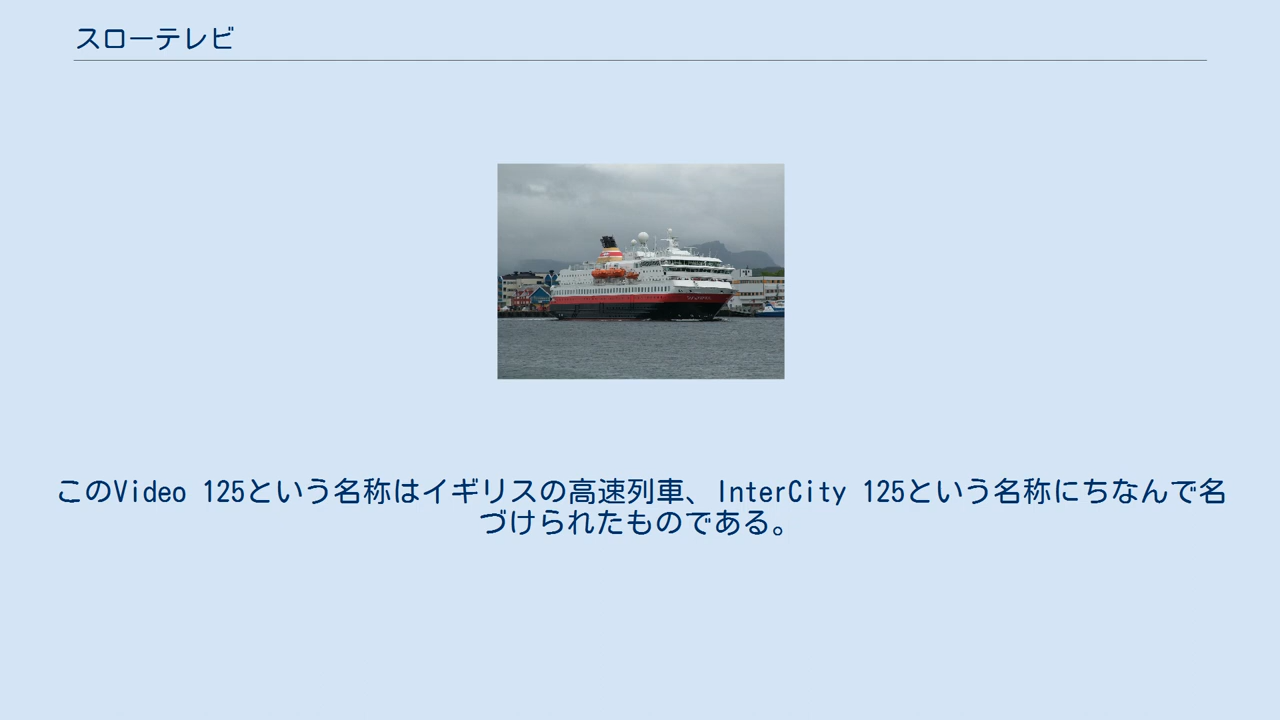 スローテレビ
このVideo 125という名称はイギリスの高速列車、InterCity 125という名称にちなんで名
づけられたものである。